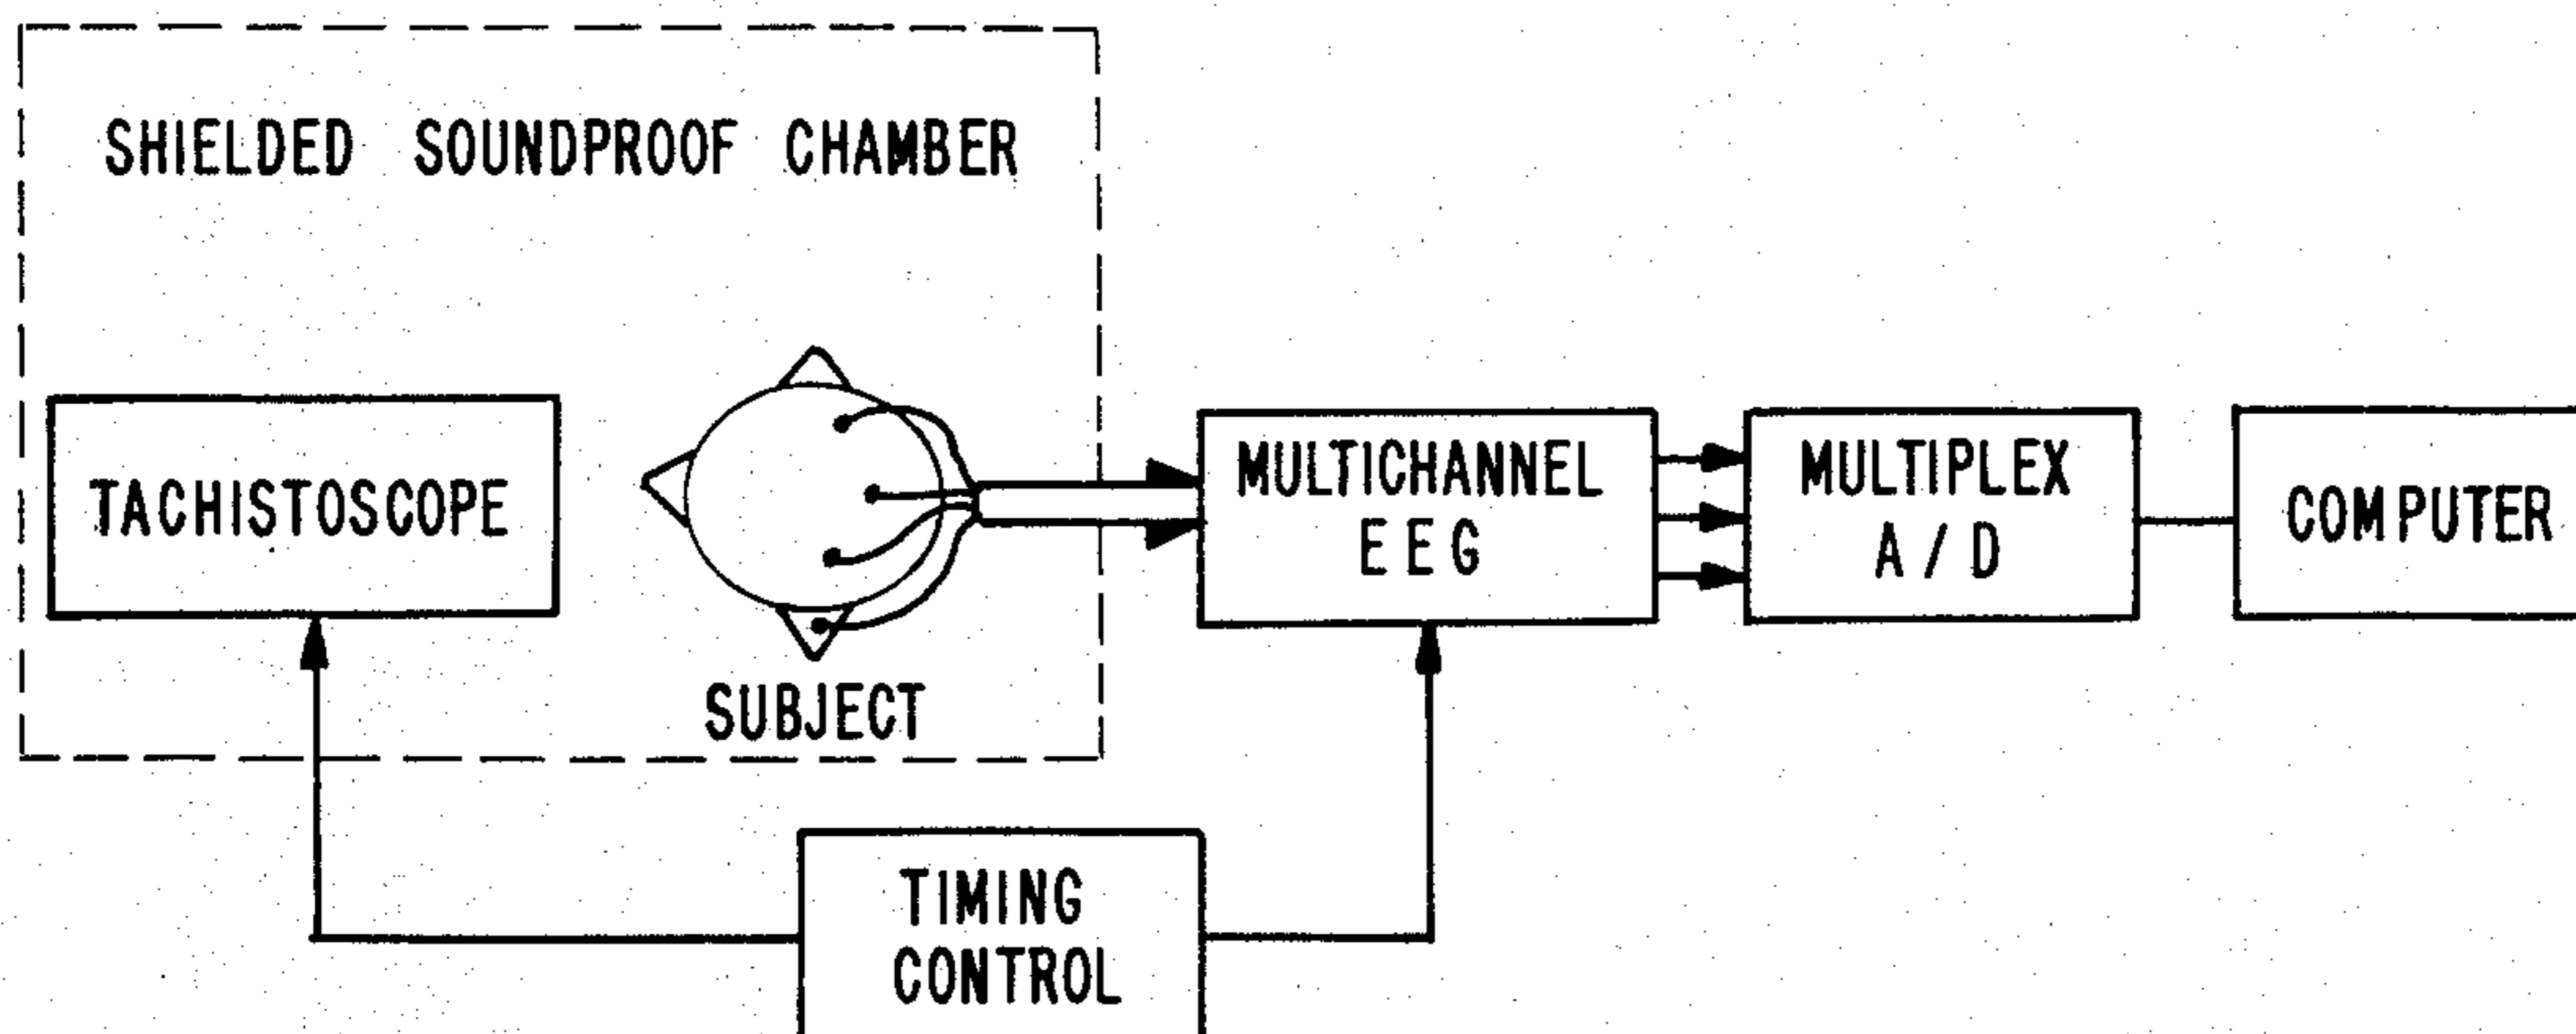 SHIELDED SOUNDPROOF CHAMBER
TACHISTOSCOPE
SUBJECT
MULTICHANNEL
EEG
MULTIPLEX
A/D
COMPUTER
TIMING
CONTROL